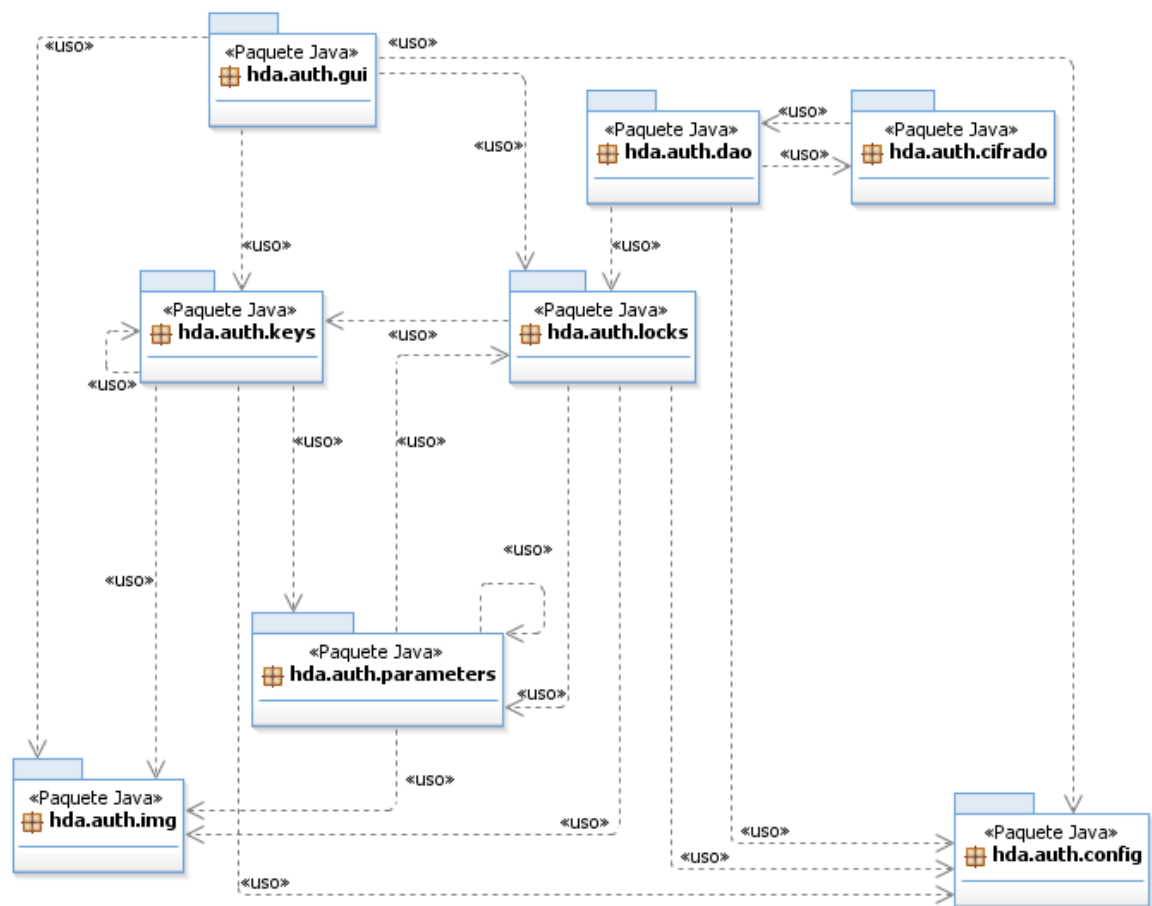 «uso»
«Paquete Java»
hda.auth.gui
«uso»
«uso»
«Paquete Java»
hda.auth.dao
«uso»
«uso»
«Paquete Java»
hda.auth.cifrado
«uso»
«uso»
«Paquete Java»
hda.auth.keys
«uso»
«uso»
«Paquete Java»
hda.auth.locks
«uso»
«uso»
«uso»
«uso»
«uso»
«Paquete Java»
hda.auth.parameters
«uso»
«Paquete Java»
hda.auth.img
«uso»
«uso»
«uso»
«uso»
«uso»
«Paquete Java»
hda.auth.config